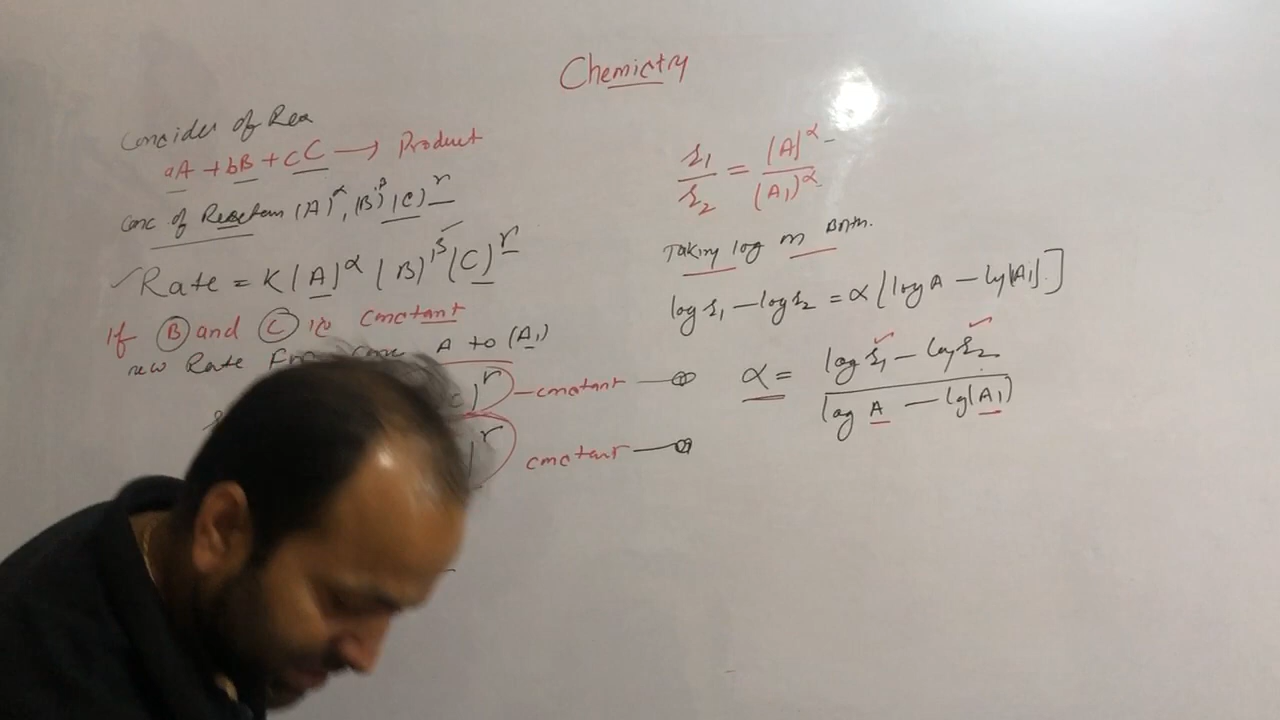 Chemistry
Consider of Rea
aA + bB + cC → Product
Conc of (A)^α, (B)^β (C)^r
Rate = K (A)^α (B)^β (C)^r
If (B) and (C) is constant
new Rate A to (A₁)
c)^r — constant —
)^r constant —
r₁/r₂ = (A)^α/(A₁)^α
Taking log on Both.
log r₁ – log r₂ = α [log A – log(A₁)]
α = (log r₁ – log r₂)/(log A – lg(A₁))